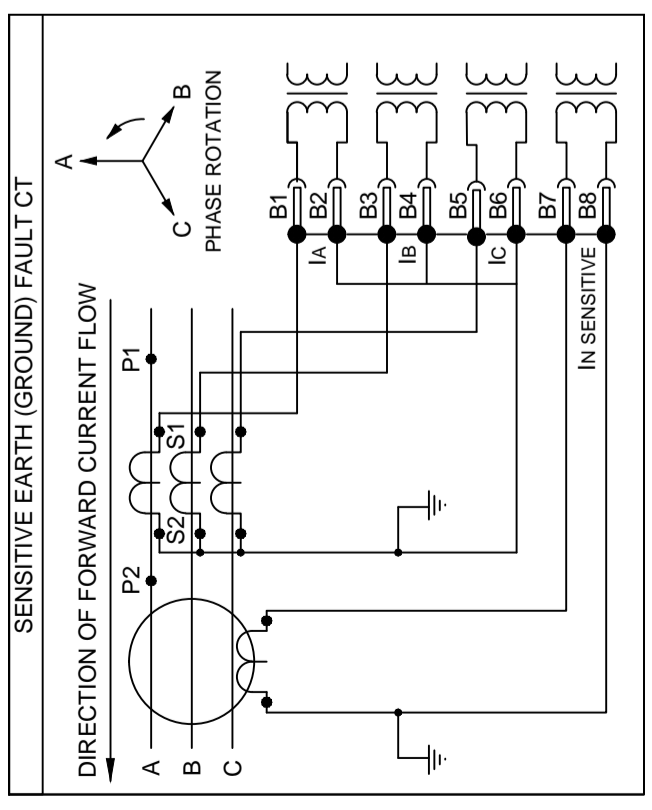 SENSITIVE EARTH (GROUND) FAULT CT
DIRECTION OF FORWARD CURRENT FLOW
A
B
C
PHASE ROTATION
P2
P1
A
B
C
S2
S1
B1
B2
B3
B4
B5
B6
B7
B8
IA
IB
IC
IN SENSITIVE